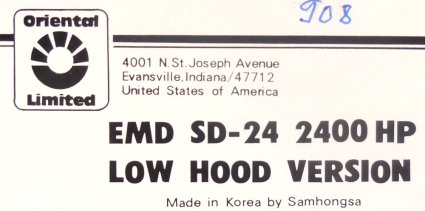 908
Oriental
Limited
4001 N.St.Joseph Avenue
Evansville,Indiana/47712
United States of America
EMD SD-24 2400 HP
LOW HOOD VERSION
Made in Korea by Samhongsa